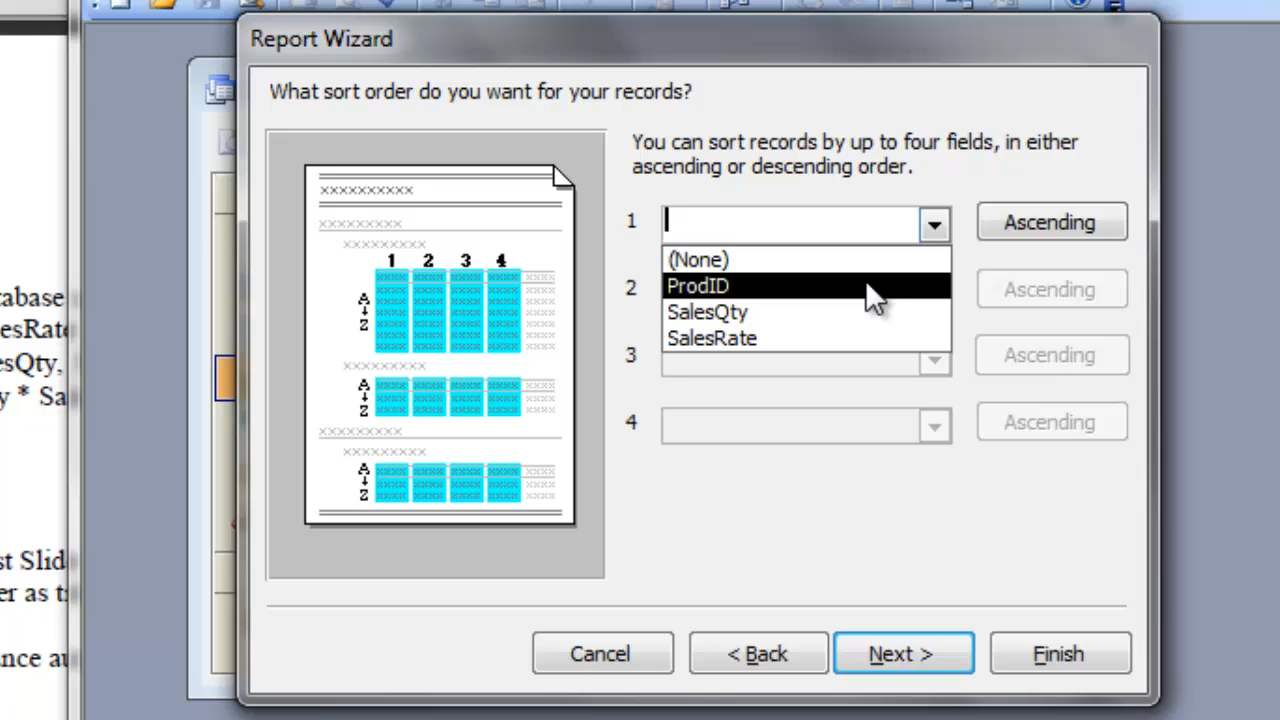 Report Wizard
What sort order do you want for your records?
You can sort records by up to four fields, in either
ascending or descending order.
1
Ascending
(None)
ProdID
SalesQty
SalesRate
2
Ascending
3
Ascending
4
Ascending
xxxxxxxxxx
xxxxxxxxx
xxxxxxxxx
1 2 3 4
A
Z
xxxxxxxxx
A
Z
xxxxxxxxx
xxxxxxxxx
A
Z
Cancel
< Back
Next >
Finish
esQty,
y * Sa